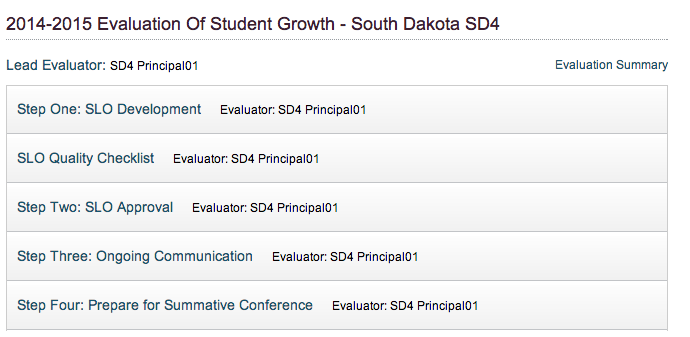 2014-2015 Evaluation Of Student Growth - South Dakota SD4
Lead Evaluator: SD4 Principal01 Evaluation Summary
Step One: SLO Development Evaluator: SD4 Principal01
SLO Quality Checklist Evaluator: SD4 Principal01
Step Two: SLO Approval Evaluator: SD4 Principal01
Step Three: Ongoing Communication Evaluator: SD4 Principal01
Step Four: Prepare for Summative Conference Evaluator: SD4 Principal01